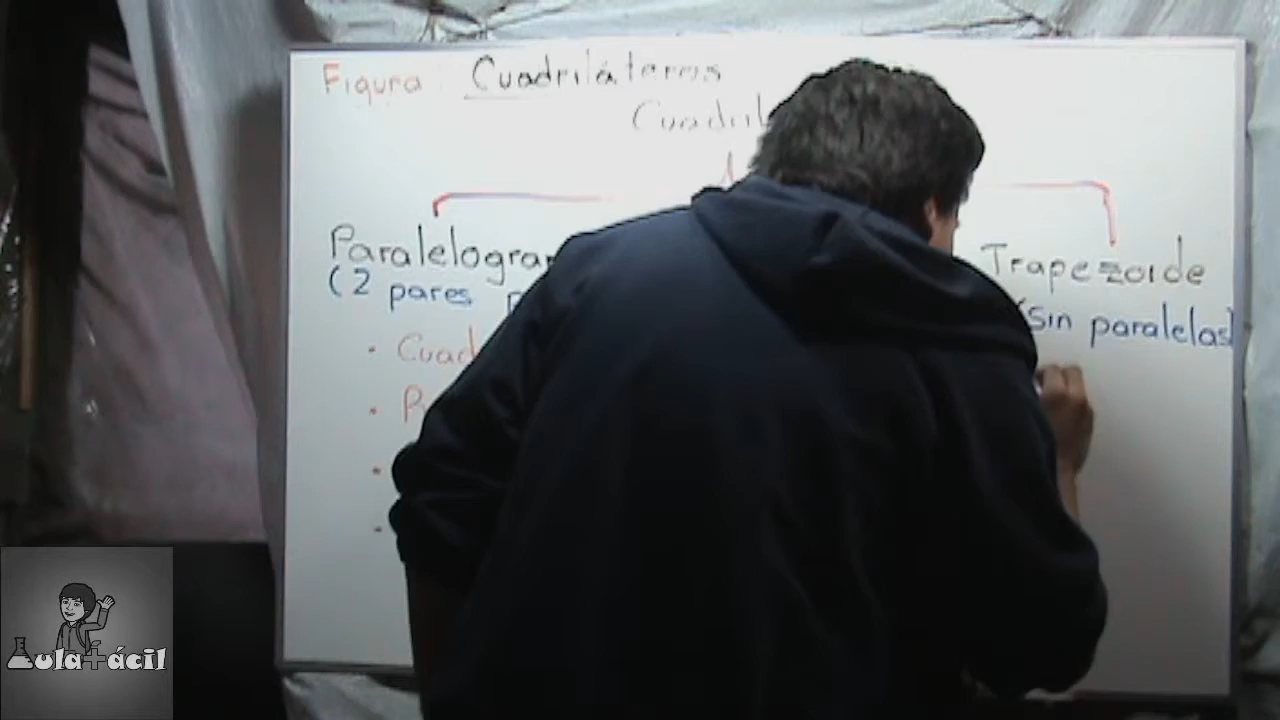 Figura: Cuadriláteros
Cuadril
Paralelogra
Trapezoide
(2 pares
(sin paralelas)
• Cuad
•
•
•
Aula+ácil